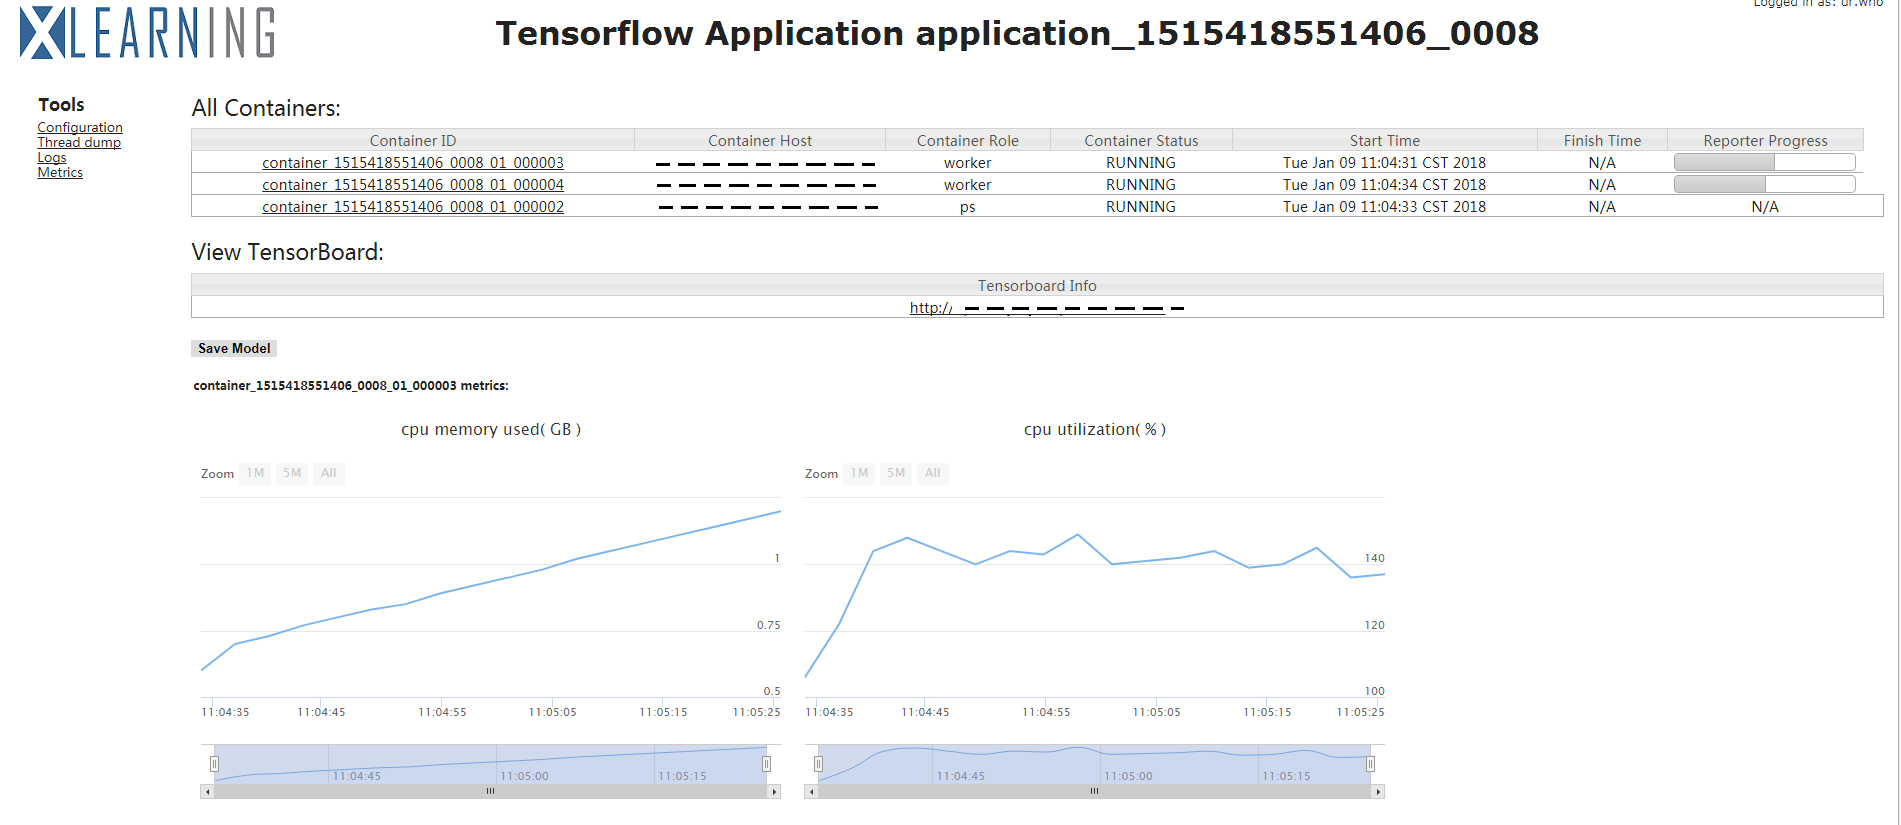 Logged in as: dr.who
XLEARNING
Tensorflow Application application_1515418551406_0008
Tools
Configuration
Thread dump
Logs
Metrics
All Containers:
Container ID Container Host Container Role Container Status Start Time Finish Time Reporter Progress
container_1515418551406_0008_01_000003 worker RUNNING Tue Jan 09 11:04:31 CST 2018 N/A
container_1515418551406_0008_01_000004 worker RUNNING Tue Jan 09 11:04:34 CST 2018 N/A
container_1515418551406_0008_01_000002 ps RUNNING Tue Jan 09 11:04:33 CST 2018 N/A N/A
View TensorBoard:
Tensorboard Info
http://
Save Model
container_1515418551406_0008_01_000003 metrics:
cpu memory used( GB )
Zoom 1M 5M All
1
0.75
0.5
11:04:35 11:04:45 11:04:55 11:05:05 11:05:15 11:05:25
11:04:45 11:05:00 11:05:15
cpu utilization( % )
Zoom 1M 5M All
140
120
100
11:04:35 11:04:45 11:04:55 11:05:05 11:05:15 11:05:25
11:04:45 11:05:00 11:05:15